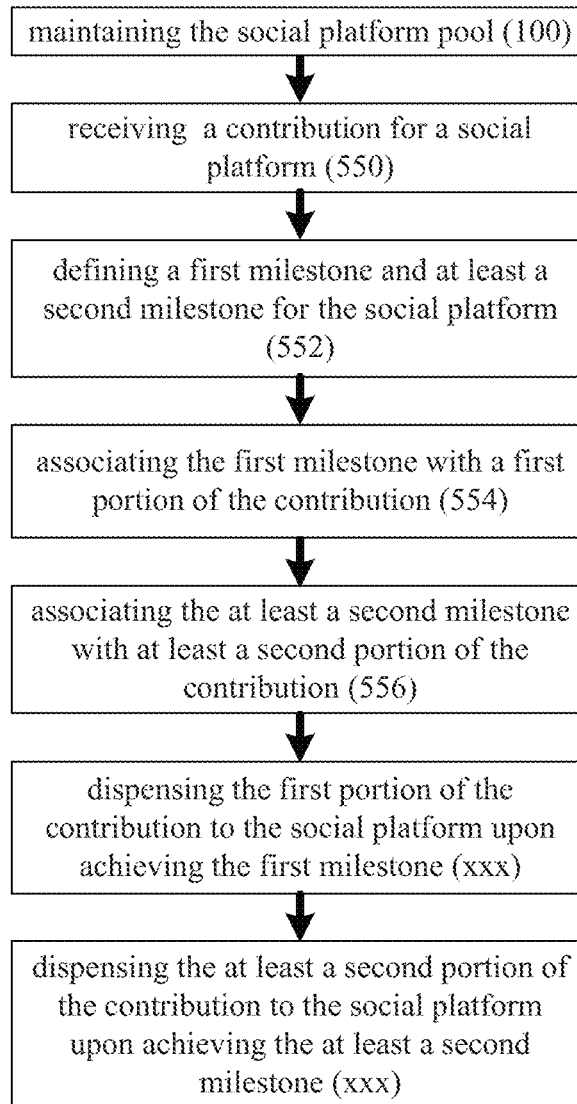 maintaining the social platform pool (100)
receiving a contribution for a social
platform (550)
defining a first milestone and at least a
second milestone for the social platform
(552)
associating the first milestone with a first
portion of the contribution (554)
associating the at least a second milestone
with at least a second portion of the
contribution (556)
dispensing the first portion of the
contribution to the social platform upon
achieving the first milestone (xxx)
dispensing the at least a second portion of
the contribution to the social platform
upon achieving the at least a second
milestone (xxx)